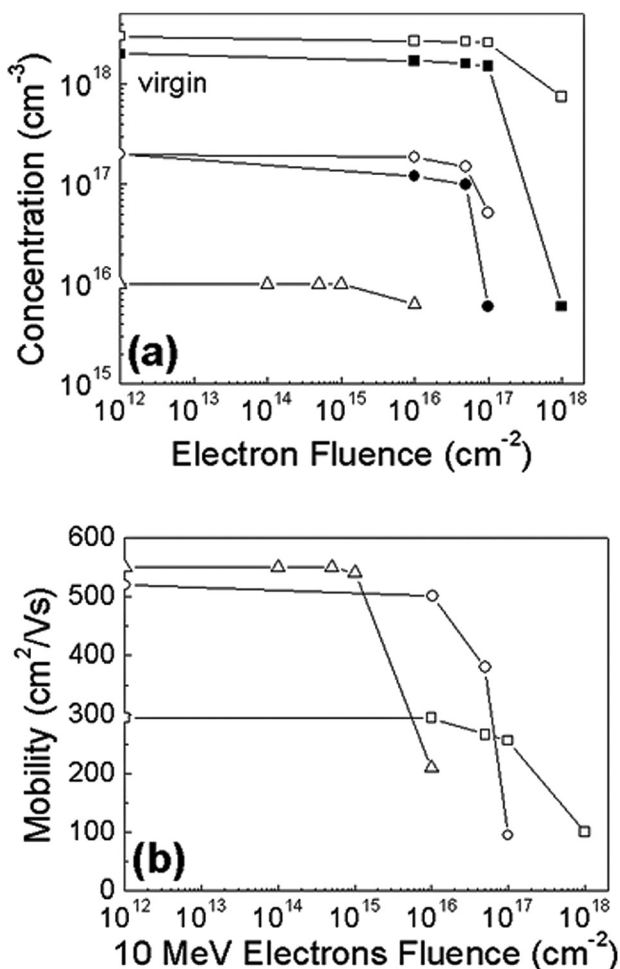 10¹⁸
10¹⁷
10¹⁶
10¹⁵
Concentration (cm⁻³)
virgin
(a)
10¹² 10¹³ 10¹⁴ 10¹⁵ 10¹⁶ 10¹⁷ 10¹⁸
Electron Fluence (cm⁻²)
600
500
400
300
200
100
0
Mobility (cm²/Vs)
(b)
10¹² 10¹³ 10¹⁴ 10¹⁵ 10¹⁶ 10¹⁷ 10¹⁸
10 MeV Electrons Fluence (cm⁻²)